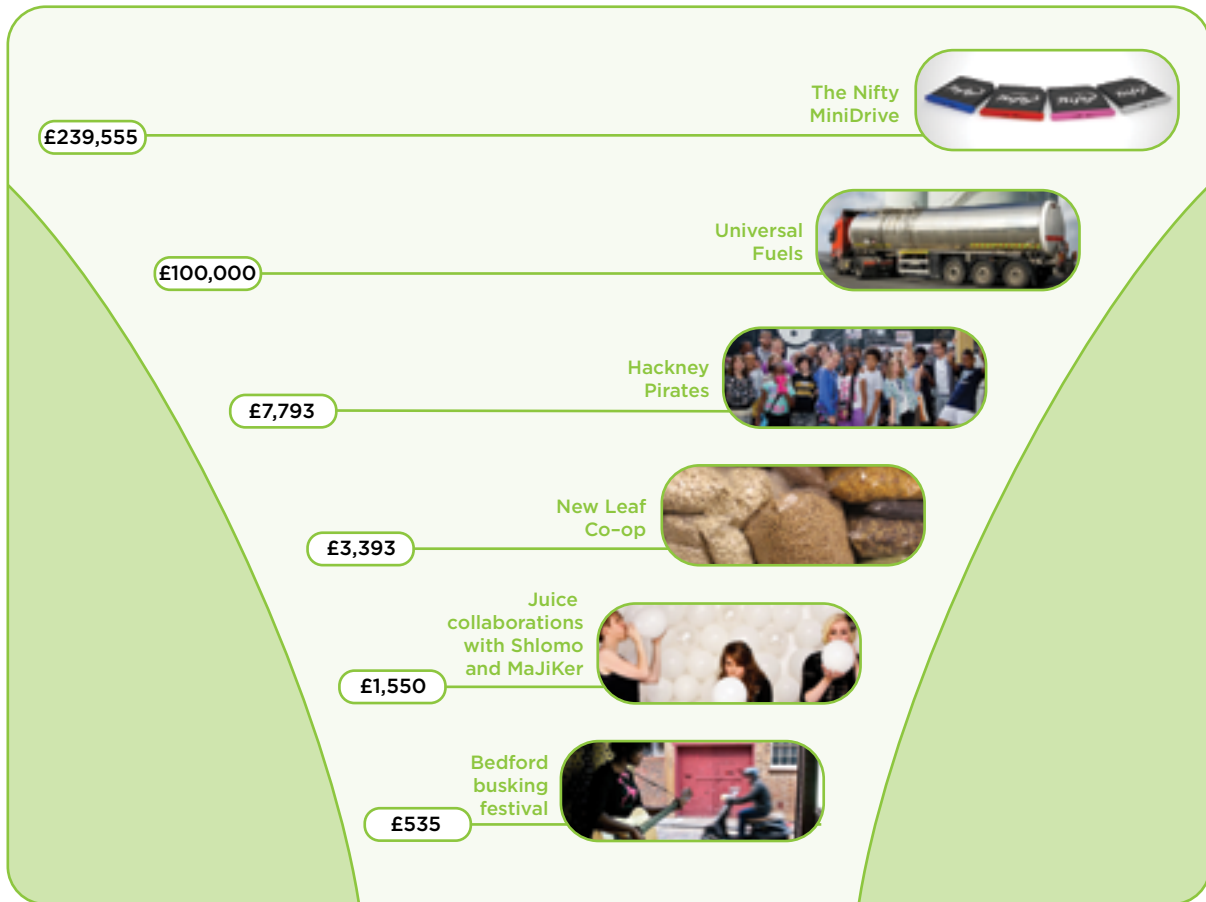 The Nifty
MiniDrive
£239,555
Universal
Fuels
£100,000
Hackney
Pirates
£7,793
New Leaf
Co-op
£3,393
Juice
collaborations
with Shlomo
and MaJiKer
£1,550
Bedford
busking
festival
£535